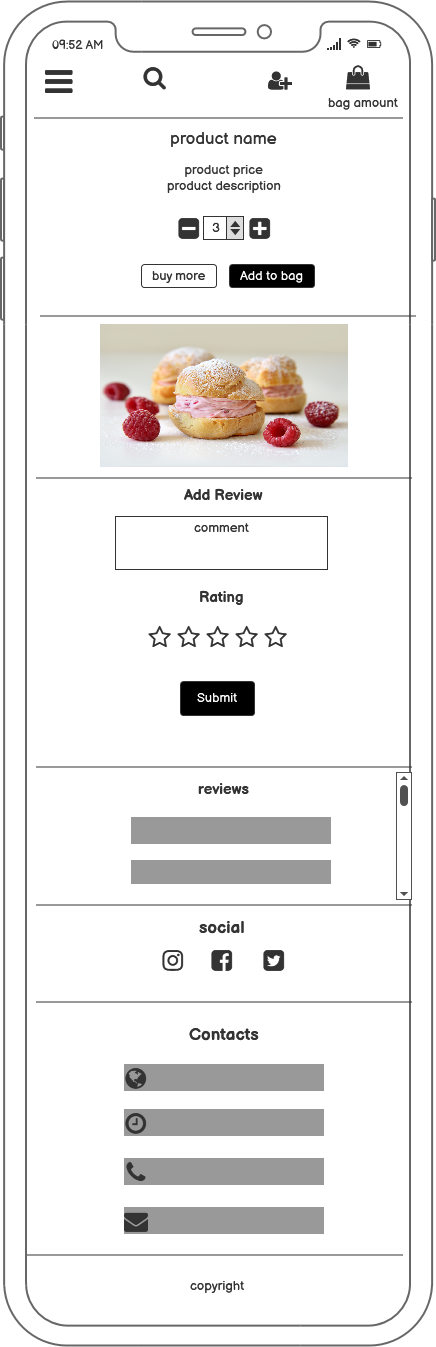 09:52 AM
bag amount
product name
product price
product description
3
buy more
Add to bag
Add Review
comment
Rating
Submit
reviews
social
Contacts
copyright